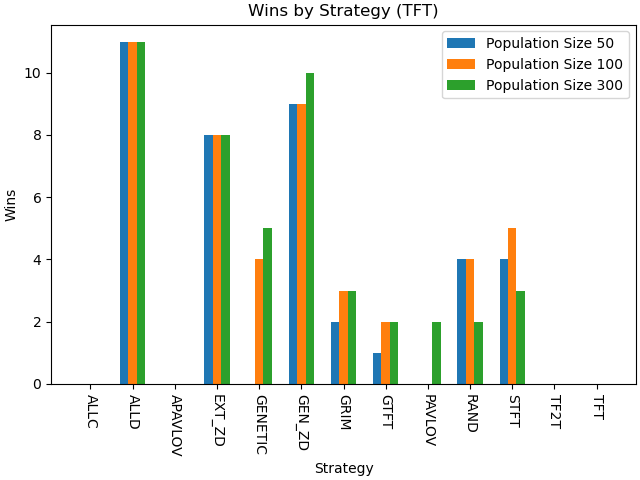 Wins by Strategy (TFT)
Population Size 50
Population Size 100
Population Size 300
Wins
10
8
6
4
2
0
ALLC
ALLD
APAVLOV
EXT_ZD
GENETIC
GEN_ZD
GRIM
GTFT
PAVLOV
RAND
STFT
TF2T
TFT
Strategy